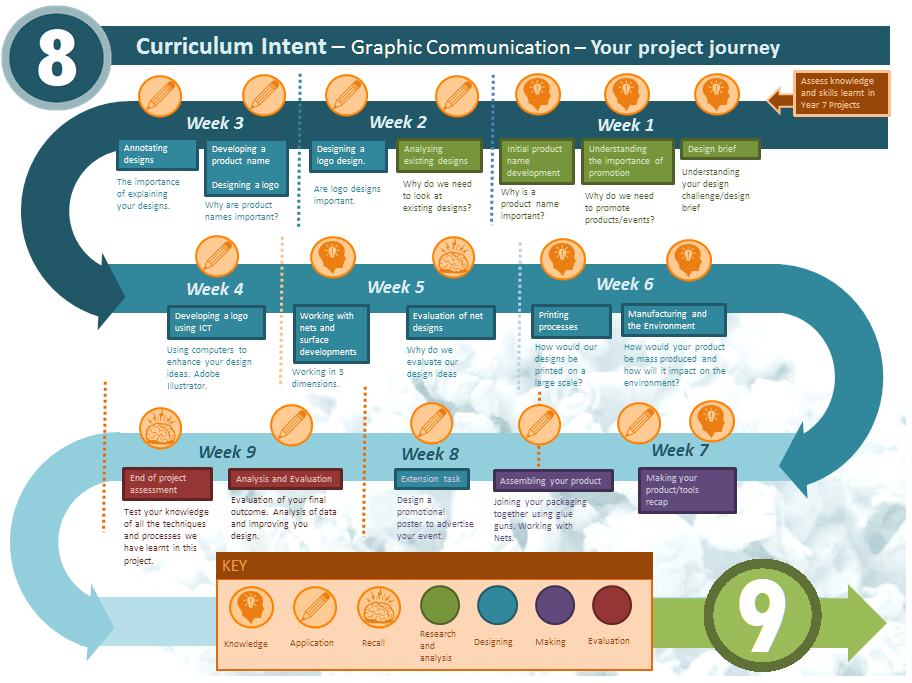 8
Curriculum Intent – Graphic Communication – Your project journey
Assess knowledge
and skills learnt in
Year 7 Projects
Week 1
Design brief
Understanding
your design
challenge/design
brief
Understanding
the importance of
promotion
Why do we need
to promote
products/events?
Initial product
name
development
Why is a
product name
important?
Week 2
Analysing
existing designs
Why do we need
to look at
existing designs?
Designing a
logo design.
Are logo designs
important.
Week 3
Developing a
product name
Designing a logo
Why are product
names important?
Annotating
designs
The importance
of explaining
your designs.
Week 4
Developing a logo
using ICT
Using computers to
enhance your design
ideas. Adobe
Illustrator.
Week 5
Working with
nets and
surface
developments
Working in 3
dimensions.
Evaluation of net
designs
Why do we
evaluate our
design ideas
Week 6
Printing
processes
How would our
designs be
printed on a
large scale?
Manufacturing and
the Environment
How would your product
be mass produced and
how will it impact on the
environment?
Week 7
Making your
product/tools
recap
Assembling your product
Joining your packaging
together using glue
guns. Working with
Nets.
Week 8
Extension task
Design a
promotional
poster to advertise
your event.
Week 9
Analysis and Evaluation
Evaluation of your final
outcome. Analysis of data
and improving you
design.
End of project
assessment
Test your knowledge
of all the techniques
and processes we
have learnt in this
project.
KEY
Knowledge
Application
Recall
Research
and
analysis
Designing
Making
Evaluation
9